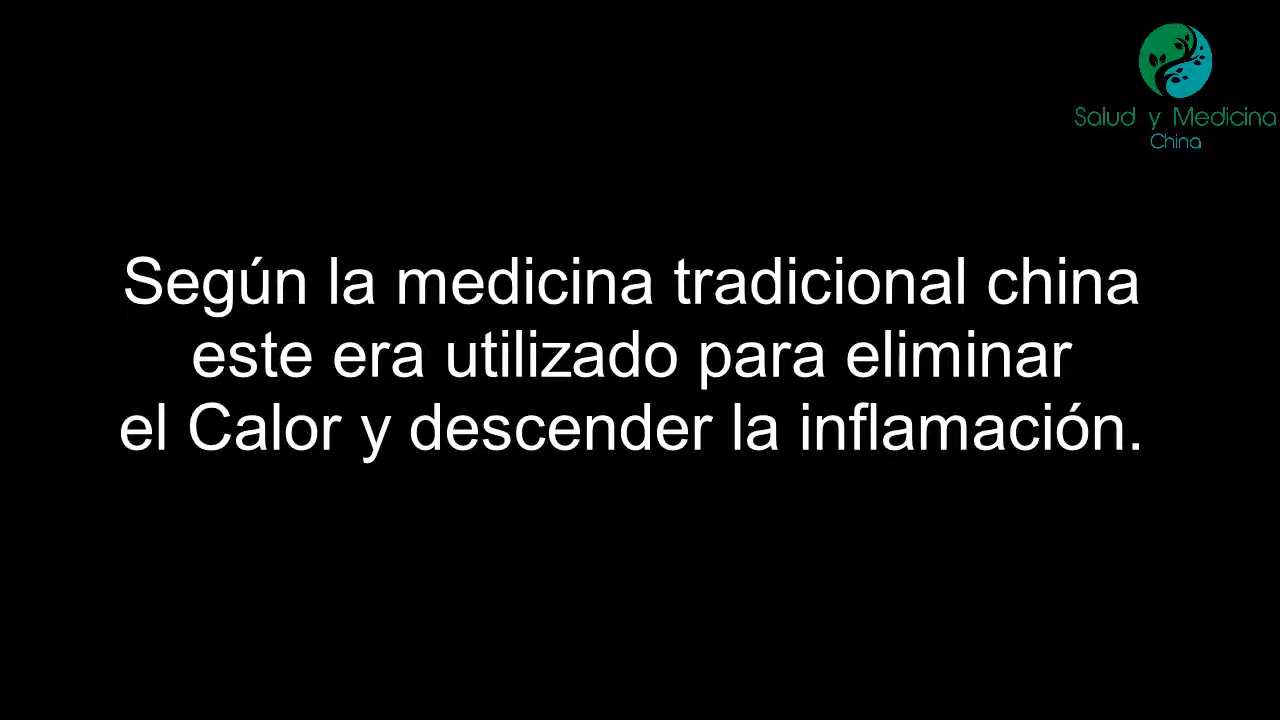 Salud y Medicina
China
Según la medicina tradicional china
este era utilizado para eliminar
el Calor y descender la inflamación.